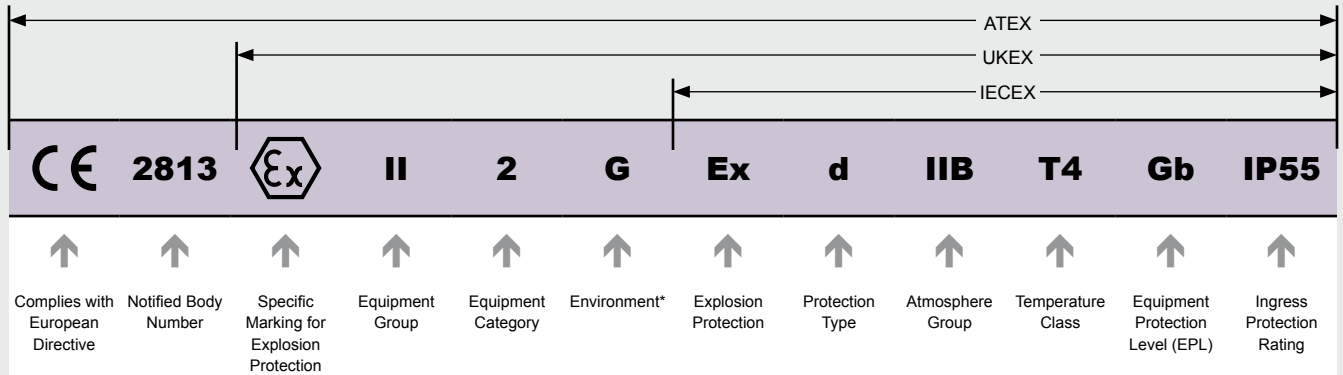 ATEX
UKEX
IECEX
CE 2813 Ex II 2 G Ex d IIB T4 Gb IP55
Complies with European Directive
Notified Body Number
Specific Marking for Explosion Protection
Equipment Group
Equipment Category
Environment*
Explosion Protection
Protection Type
Atmosphere Group
Temperature Class
Equipment Protection Level (EPL)
Ingress Protection Rating